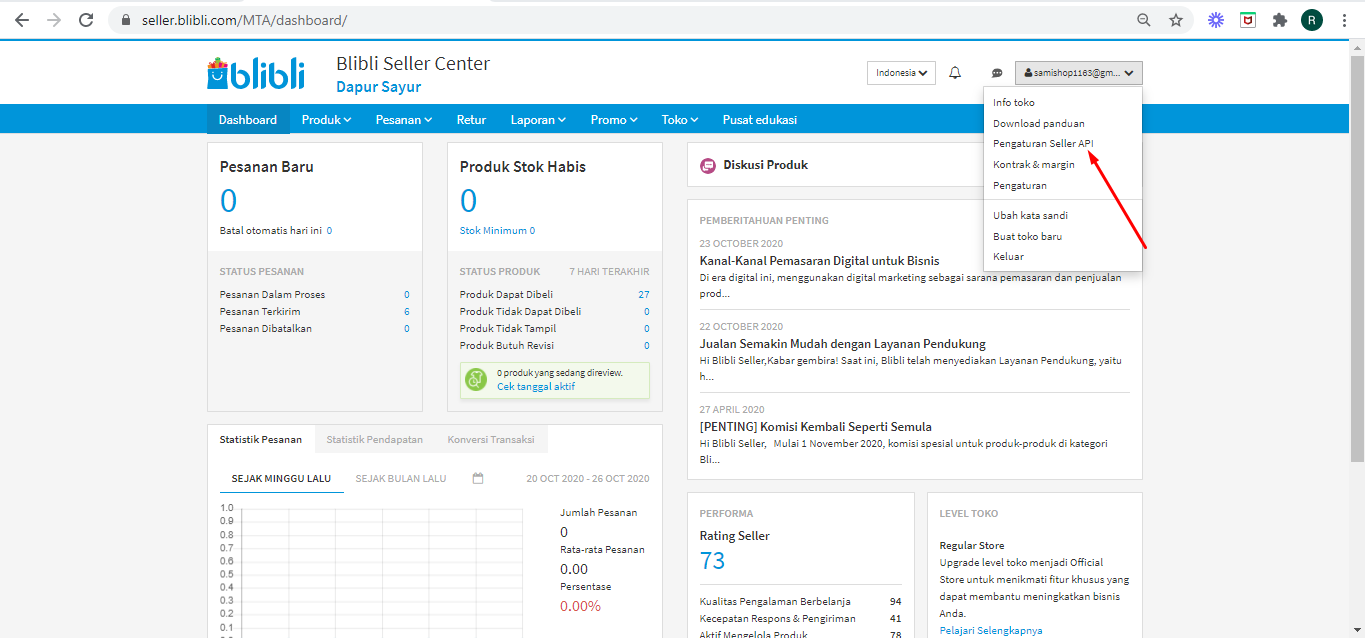 seller.blibli.com/MTA/dashboard/
R
blibli
Blibli Seller Center
Dapur Sayur
Indonesia
samishop1163@gm...
Info toko
Download panduan
Pengaturan Seller API
Kontrak & margin
Pengaturan
Ubah kata sandi
Buat toko baru
Keluar
Dashboard Produk Pesanan Retur Laporan Promo Toko Pusat edukasi
Pesanan Baru
0
Batal otomatis hari ini 0
STATUS PESANAN
Pesanan Dalam Proses 0
Pesanan Terkirim 6
Pesanan Dibatalkan 0
Produk Stok Habis
0
Stok Minimum 0
STATUS PRODUK 7 HARI TERAKHIR
Produk Dapat Dibeli 27
Produk Tidak Dapat Dibeli 0
Produk Tidak Tampil 0
Produk Butuh Revisi 0
0 produk yang sedang direview.
Cek tanggal aktif
Diskusi Produk
PEMBERITAHUAN PENTING
23 OCTOBER 2020
Kanal-Kanal Pemasaran Digital untuk Bisnis
Di era digital ini, menggunakan digital marketing sebagai sarana pemasaran dan penjualan
prod...
22 OCTOBER 2020
Jualan Semakin Mudah dengan Layanan Pendukung
Hi Blibli Seller,Kabar gembira! Saat ini, Blibli telah menyediakan Layanan Pendukung, yaitu
h...
27 APRIL 2020
[PENTING] Komisi Kembali Seperti Semula
Hi Blibli Seller, Mulai 1 November 2020, komisi spesial untuk produk-produk di kategori
Bli...
Statistik Pesanan Statistik Pendapatan Konversi Transaksi
SEJAK MINGGU LALU SEJAK BULAN LALU 20 OCT 2020 - 26 OCT 2020
1.0
0.9
0.8
0.7
0.6
0.5
0.4
0.3
0.2
0.1
Jumlah Pesanan
0
Rata-rata Pesanan
0.00
Persentase
0.00%
PERFORMA
Rating Seller
73
Kualitas Pengalaman Berbelanja 94
Kecepatan Respons & Pengiriman 41
Aktif Mengelola Produk 78
LEVEL TOKO
Regular Store
Upgrade level toko menjadi Official
Store untuk menikmati fitur khusus yang
dapat membantu meningkatkan bisnis
Anda.
Pelajari Selengkapnya